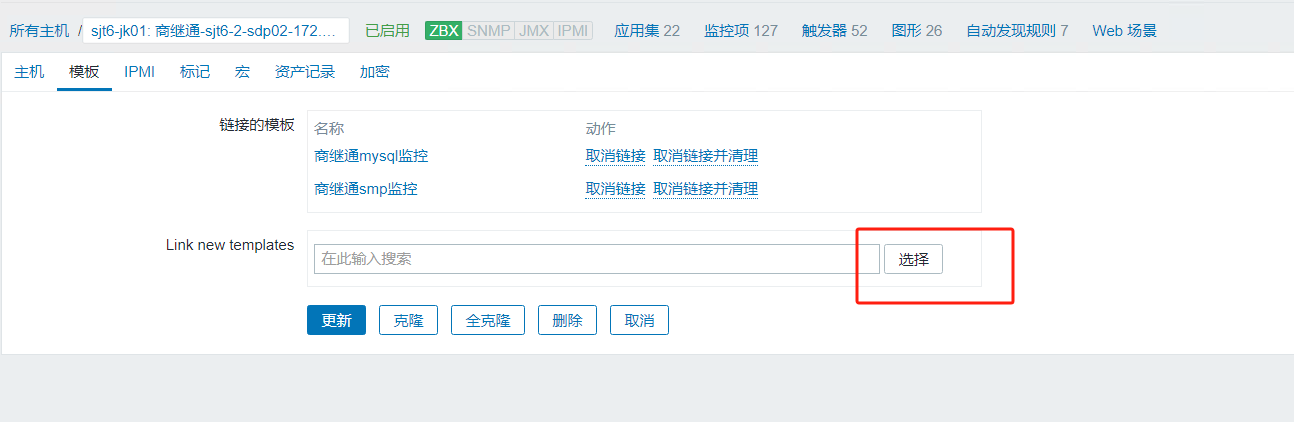 所有主机 / sjt6-jk01: 商继通-sjt6-2-sdp02-172.... 已启用 ZBX SNMP JMX IPMI 应用集 22 监控项 127 触发器 52 图形 26 自动发现规则 7 Web 场景
主机 模板 IPMI 标记 宏 资产记录 加密
链接的模板 名称 动作
商继通mysql监控 取消链接 取消链接并清理
商继通smp监控 取消链接 取消链接并清理
Link new templates 在此输入搜索 选择
更新 克隆 全克隆 删除 取消